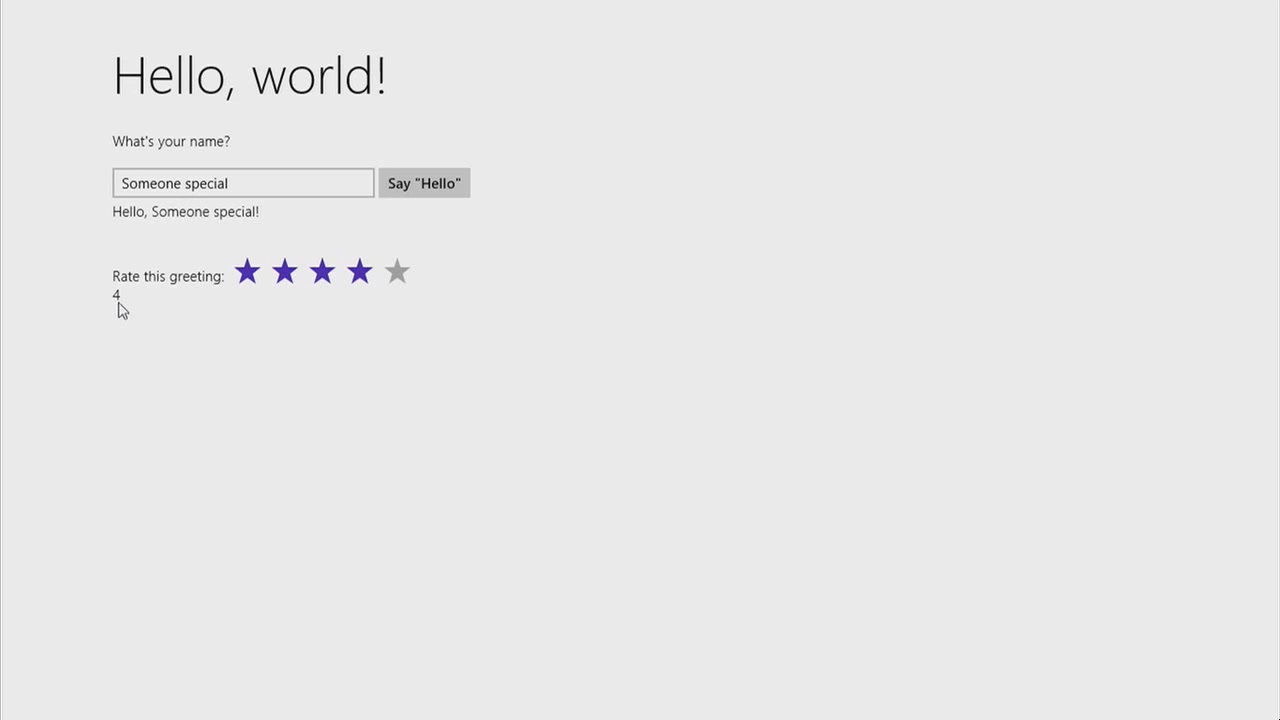 Hello, world!
What's your name?
Someone special Say "Hello"
Hello, Someone special!
Rate this greeting:
4